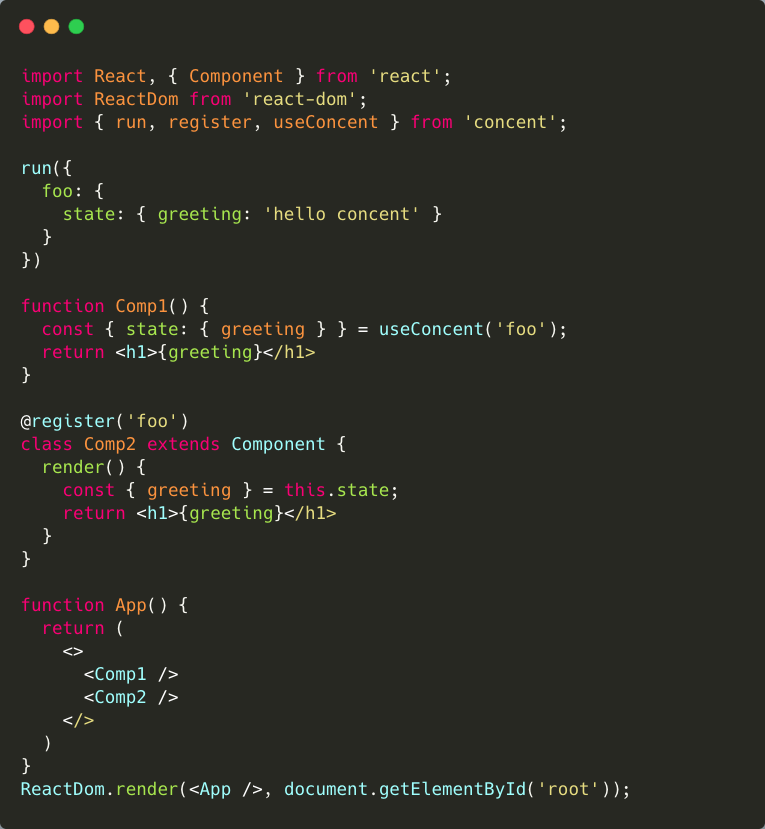 import React, { Component } from 'react';
import ReactDom from 'react-dom';
import { run, register, useConcent } from 'concent';

run({
  foo: {
    state: { greeting: 'hello concent' }
  }
})

function Comp1() {
  const { state: { greeting } } = useConcent('foo');
  return <h1>{greeting}</h1>
}

@register('foo')
class Comp2 extends Component {
  render() {
    const { greeting } = this.state;
    return <h1>{greeting}</h1>
  }
}

function App() {
  return (
    <>
      <Comp1 />
      <Comp2 />
    </>
  )
}
ReactDom.render(<App />, document.getElementById('root'));